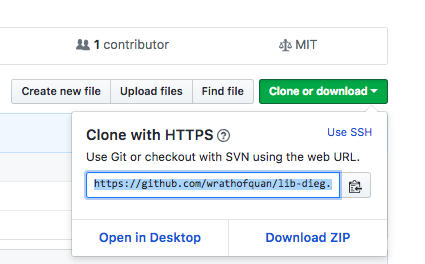 1 contributor
MIT
Create new file
Upload files
Find file
Clone or download
Clone with HTTPS
Use SSH
Use Git or checkout with SVN using the web URL.
https://github.com/wrathofquan/lib-dieg.
Open in Desktop
Download ZIP